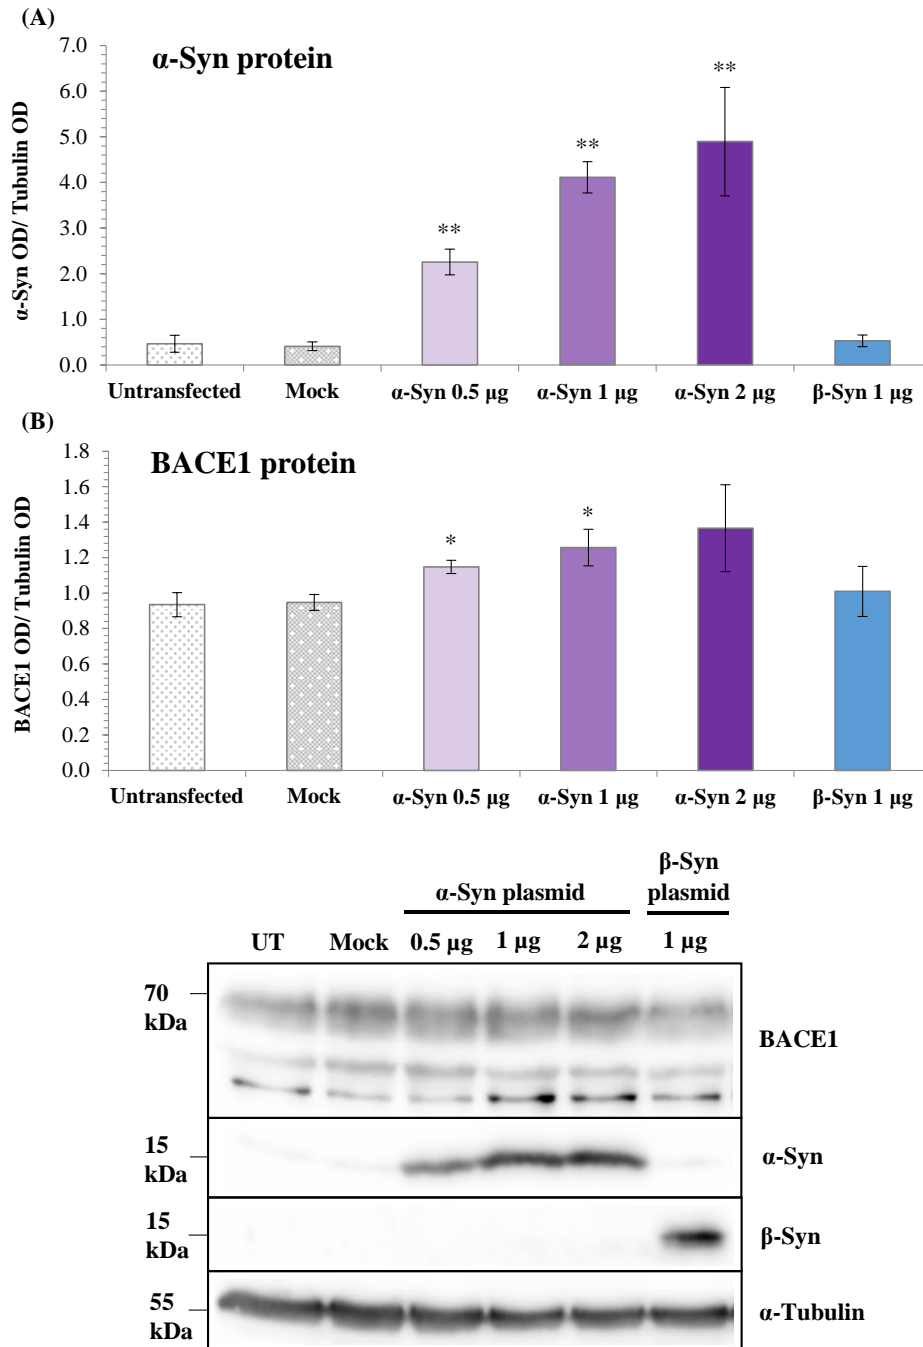 (A)
α-Syn protein
α-Syn OD/ Tubulin OD
7.0
6.0
5.0
4.0
3.0
2.0
1.0
0.0
**
**
**
Untransfected Mock α-Syn 0.5 µg α-Syn 1 µg α-Syn 2 µg β-Syn 1 µg
(B)
BACE1 protein
BACE1 OD/ Tubulin OD
1.8
1.6
1.4
1.2
1.0
0.8
0.6
0.4
0.2
0.0
*
*
Untransfected Mock α-Syn 0.5 µg α-Syn 1 µg α-Syn 2 µg β-Syn 1 µg
α-Syn plasmid
β-Syn
plasmid
UT Mock 0.5 µg 1 µg 2 µg 1 µg
70
kDa
BACE1
15
kDa
α-Syn
15
kDa
β-Syn
55
kDa
α-Tubulin